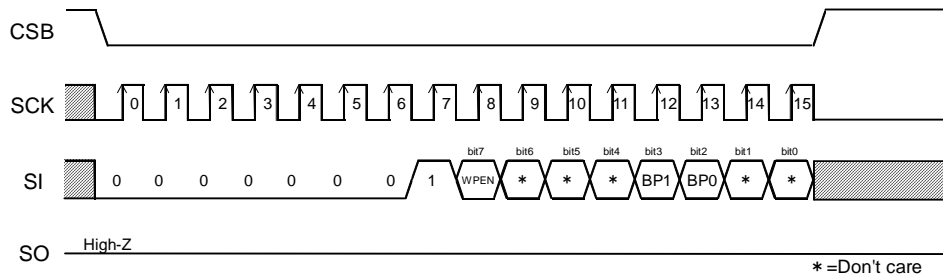 CSB
SCK 0 1 2 3 4 5 6 7 8 9 10 11 12 13 14 15
bit7 bit6 bit5 bit4 bit3 bit2 bit1 bit0
SI 0 0 0 0 0 0 0 1 WPEN * * * BP1 BP0 * *
SO High-Z
*=Don't care